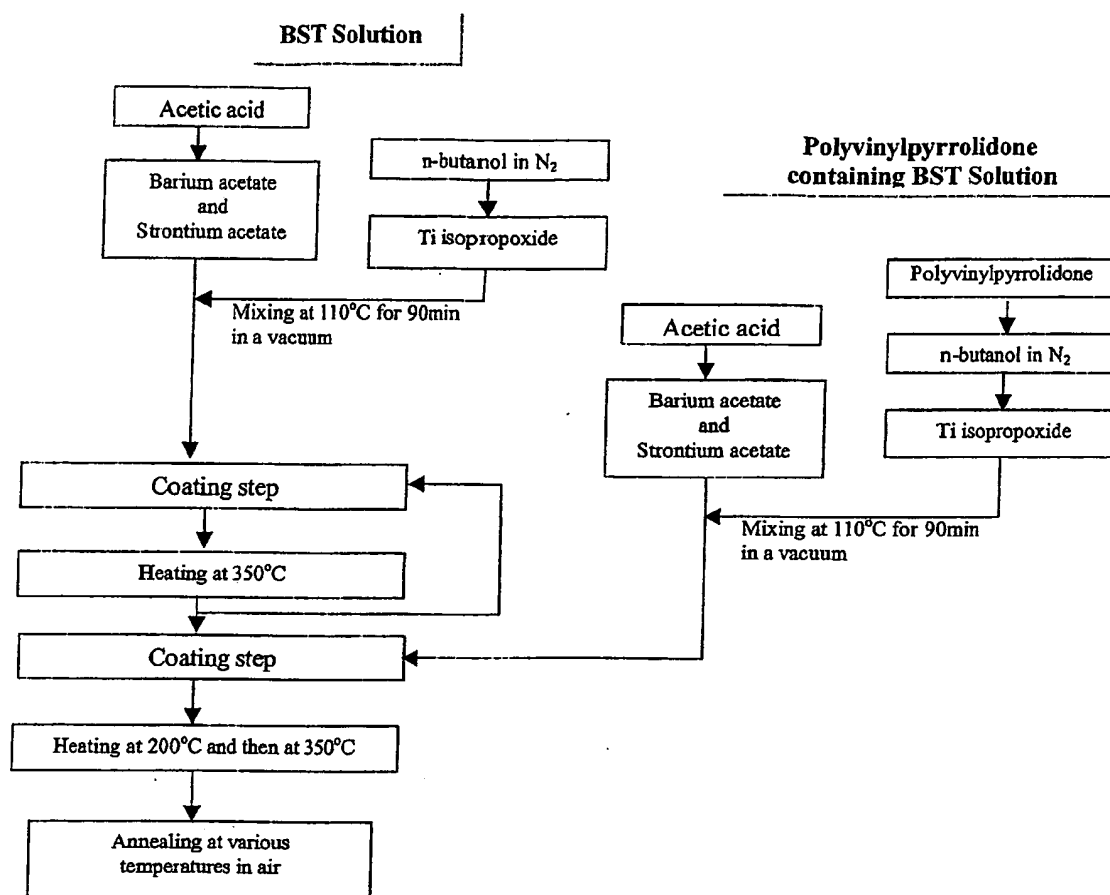 BST Solution
Acetic acid
Barium acetate
and
Strontium acetate
n-butanol in N₂
Ti isopropoxide
Mixing at 110°C for 90min
in a vacuum
Polyvinylpyrrolidone
containing BST Solution
Polyvinylpyrrolidone
n-butanol in N₂
Ti isopropoxide
Acetic acid
Barium acetate
and
Strontium acetate
Mixing at 110°C for 90min
in a vacuum
Coating step
Heating at 350°C
Coating step
Heating at 200°C and then at 350°C
Annealing at various
temperatures in air